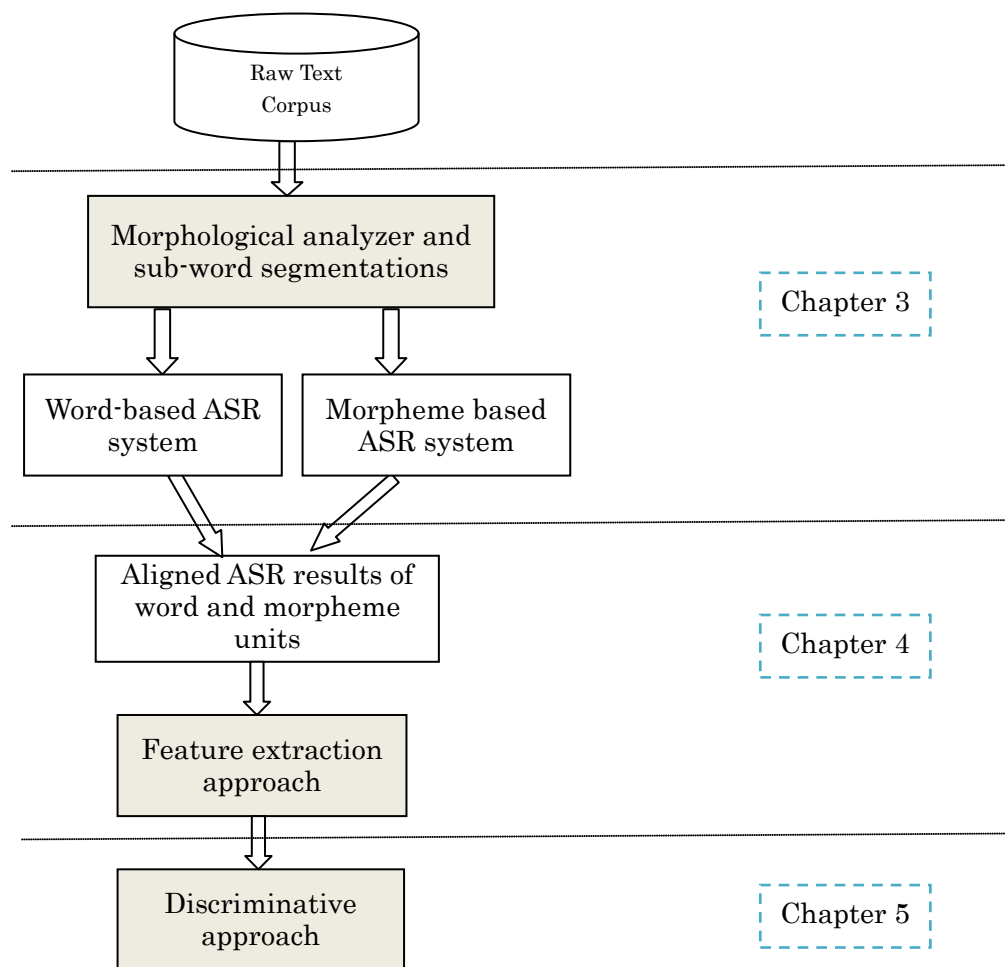 Raw Text
Corpus
Morphological analyzer and
sub-word segmentations
Chapter 3
Word-based ASR
system
Morpheme based
ASR system
Aligned ASR results of
word and morpheme
units
Chapter 4
Feature extraction
approach
Discriminative
approach
Chapter 5